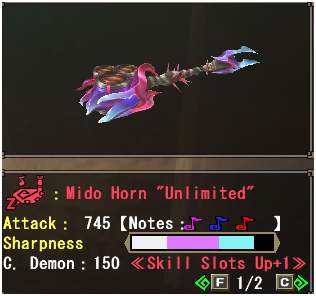 Z : Mido Horn "Unlimited"
Attack : 745【Notes : 】
Sharpness
C. Demon : 150 ≪Skill Slots Up+1≫
F 1/2 C